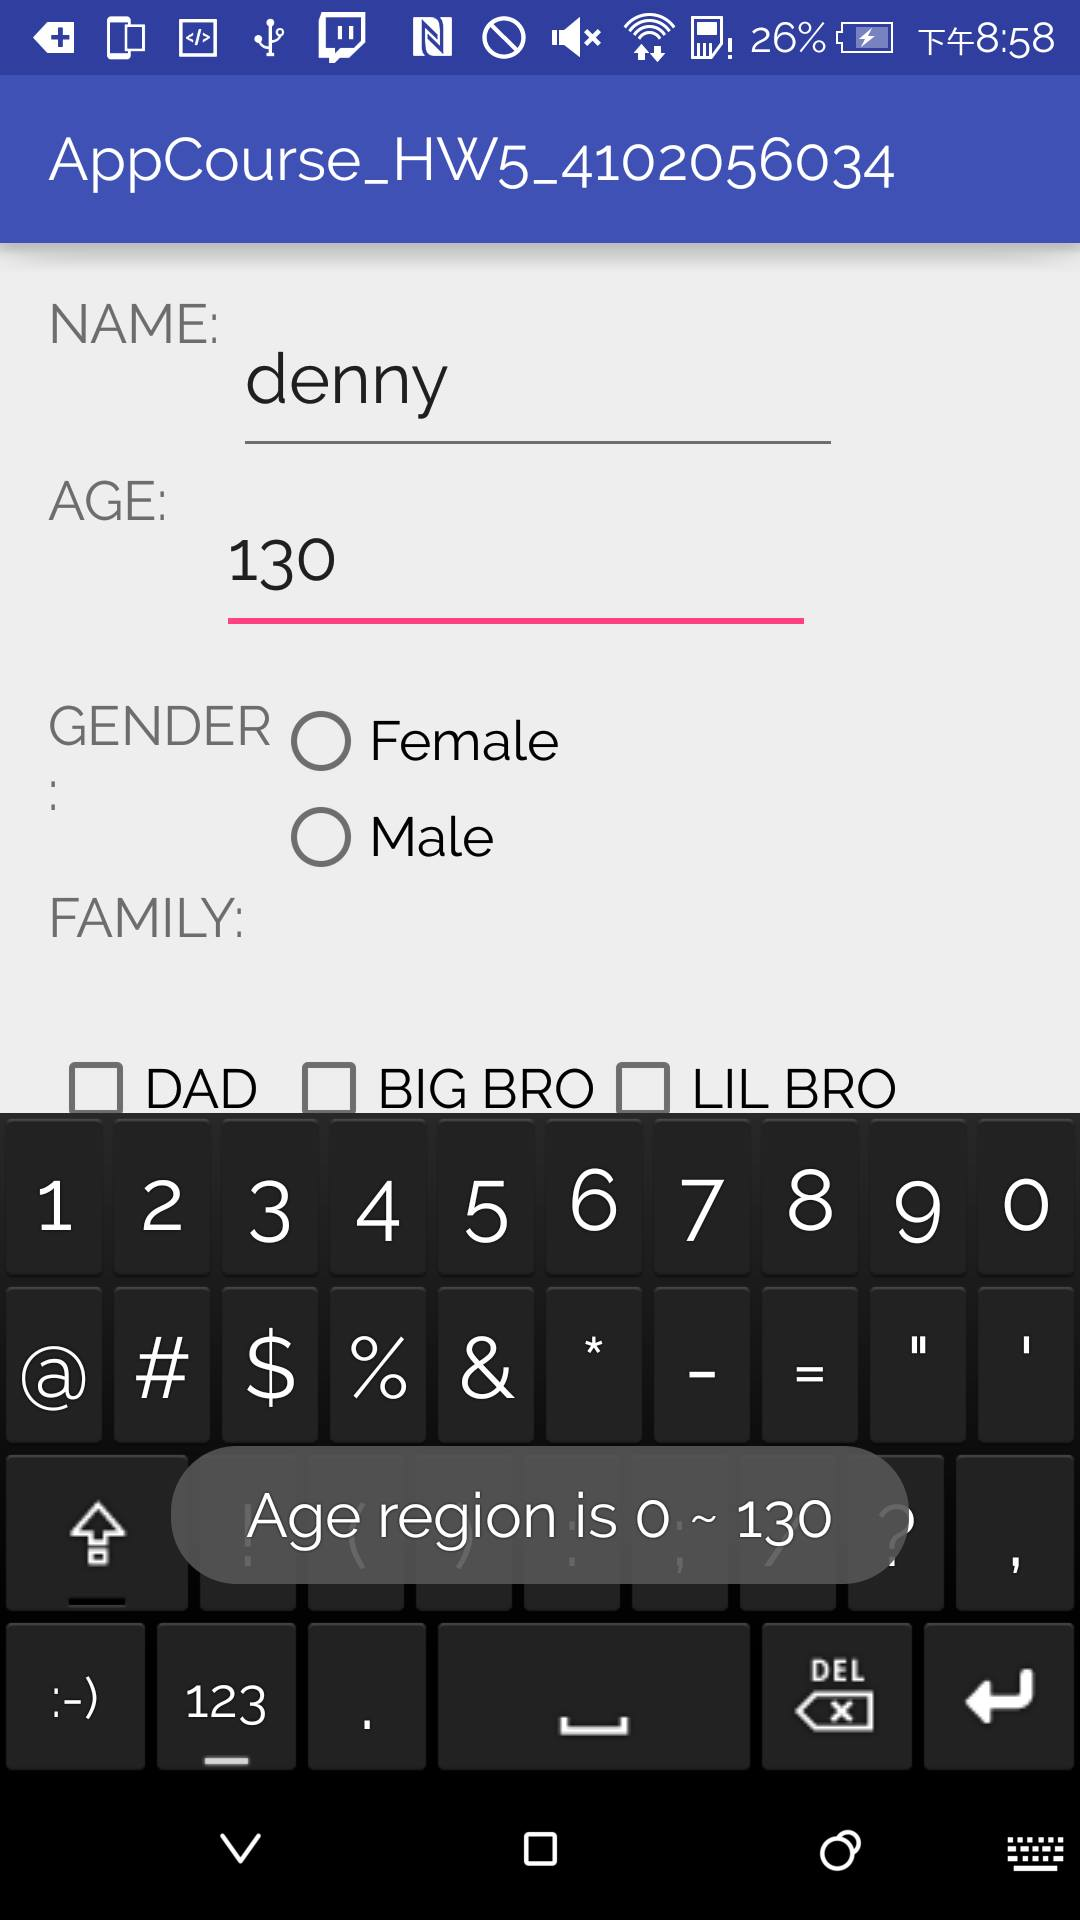 26% 下午8:58
AppCourse_HW5_4102056034
NAME:
denny
AGE:
130
GENDER
:
Female
Male
FAMILY:
DAD BIG BRO LIL BRO
1 2 3 4 5 6 7 8 9 0
@ # $ % & * - = " '
! ( ) : ; / ? ,
Age region is 0 ~ 130
:-) 123 . DEL